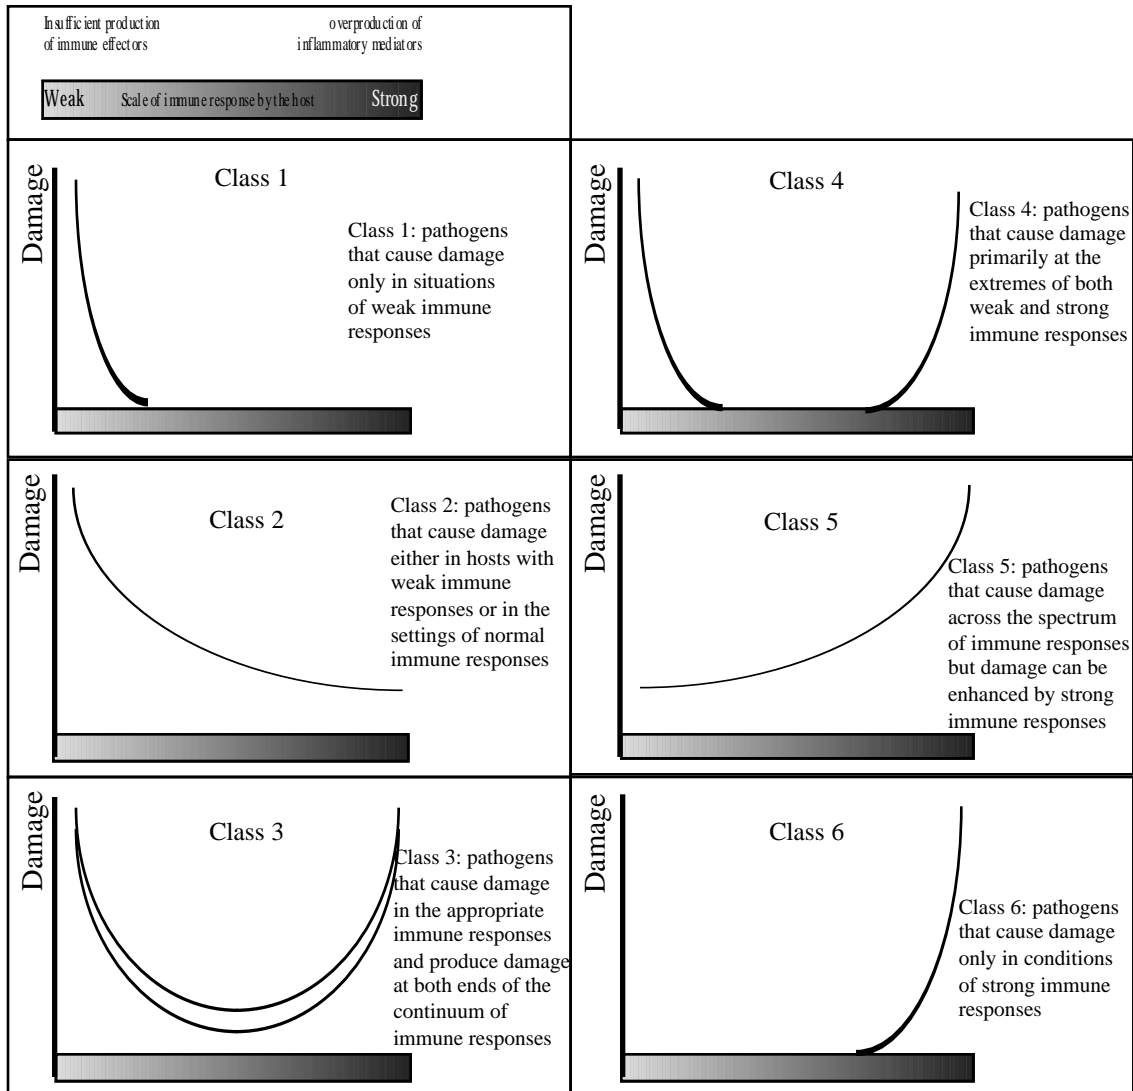 Insufficient production
of immune effectors
overproduction of
inflammatory mediators
Weak Scale of immune response by the host Strong
Damage
Class 1
Class 1: pathogens
that cause damage
only in situations
of weak immune
responses
Damage
Class 4
Class 4: pathogens
that cause damage
primarily at the
extremes of both
weak and strong
immune responses
Damage
Class 2
Class 2: pathogens
that cause damage
either in hosts with
weak immune
responses or in the
settings of normal
immune responses
Damage
Class 5
Class 5: pathogens
that cause damage
across the spectrum
of immune responses
but damage can be
enhanced by strong
immune responses
Damage
Class 3
Class 3: pathogens
that cause damage
in the appropriate
immune responses
and produce damage
at both ends of the
continuum of
immune responses
Damage
Class 6
Class 6: pathogens
that cause damage
only in conditions
of strong immune
responses